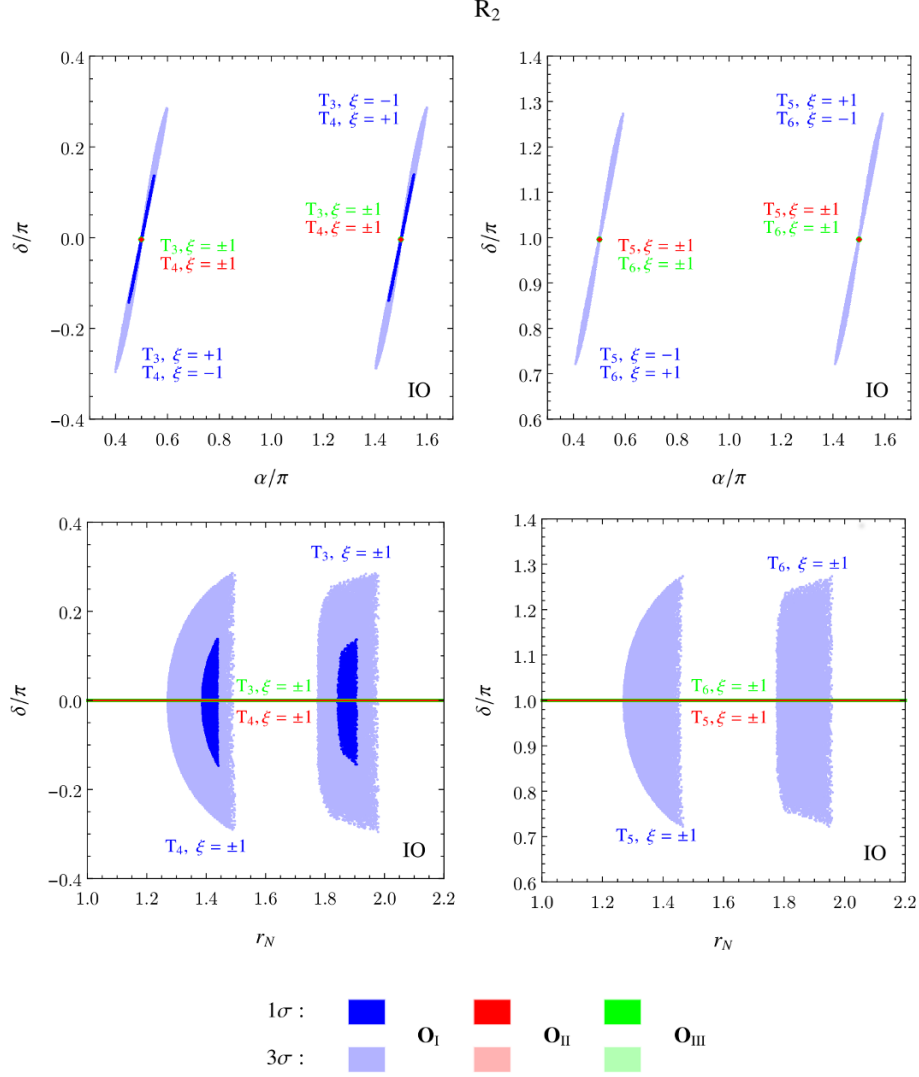 R₂
0.4
0.2
0.0
−0.2
−0.4
δ/π
T₃, ξ = −1
T₄, ξ = +1
T₃, ξ = ±1
T₄, ξ = ±1
T₃, ξ = ±1
T₄, ξ = ±1
T₃, ξ = +1
T₄, ξ = −1
IO
0.4 0.6 0.8 1.0 1.2 1.4 1.6
α/π
1.4
1.3
1.2
1.1
1.0
0.9
0.8
0.7
0.6
δ/π
T₅, ξ = +1
T₆, ξ = −1
T₅, ξ = ±1
T₆, ξ = ±1
T₅, ξ = ±1
T₆, ξ = ±1
T₅, ξ = −1
T₆, ξ = +1
IO
0.4 0.6 0.8 1.0 1.2 1.4 1.6
α/π
0.4
0.2
0.0
−0.2
−0.4
δ/π
T₃, ξ = ±1
T₃, ξ = ±1
T₄, ξ = ±1
T₄, ξ = ±1
IO
1.0 1.2 1.4 1.6 1.8 2.0 2.2
r_N
1.4
1.3
1.2
1.1
1.0
0.9
0.8
0.7
0.6
δ/π
T₆, ξ = ±1
T₆, ξ = ±1
T₅, ξ = ±1
T₅, ξ = ±1
IO
1.0 1.2 1.4 1.6 1.8 2.0 2.2
r_N
1σ :
O_I O_II O_III
3σ :